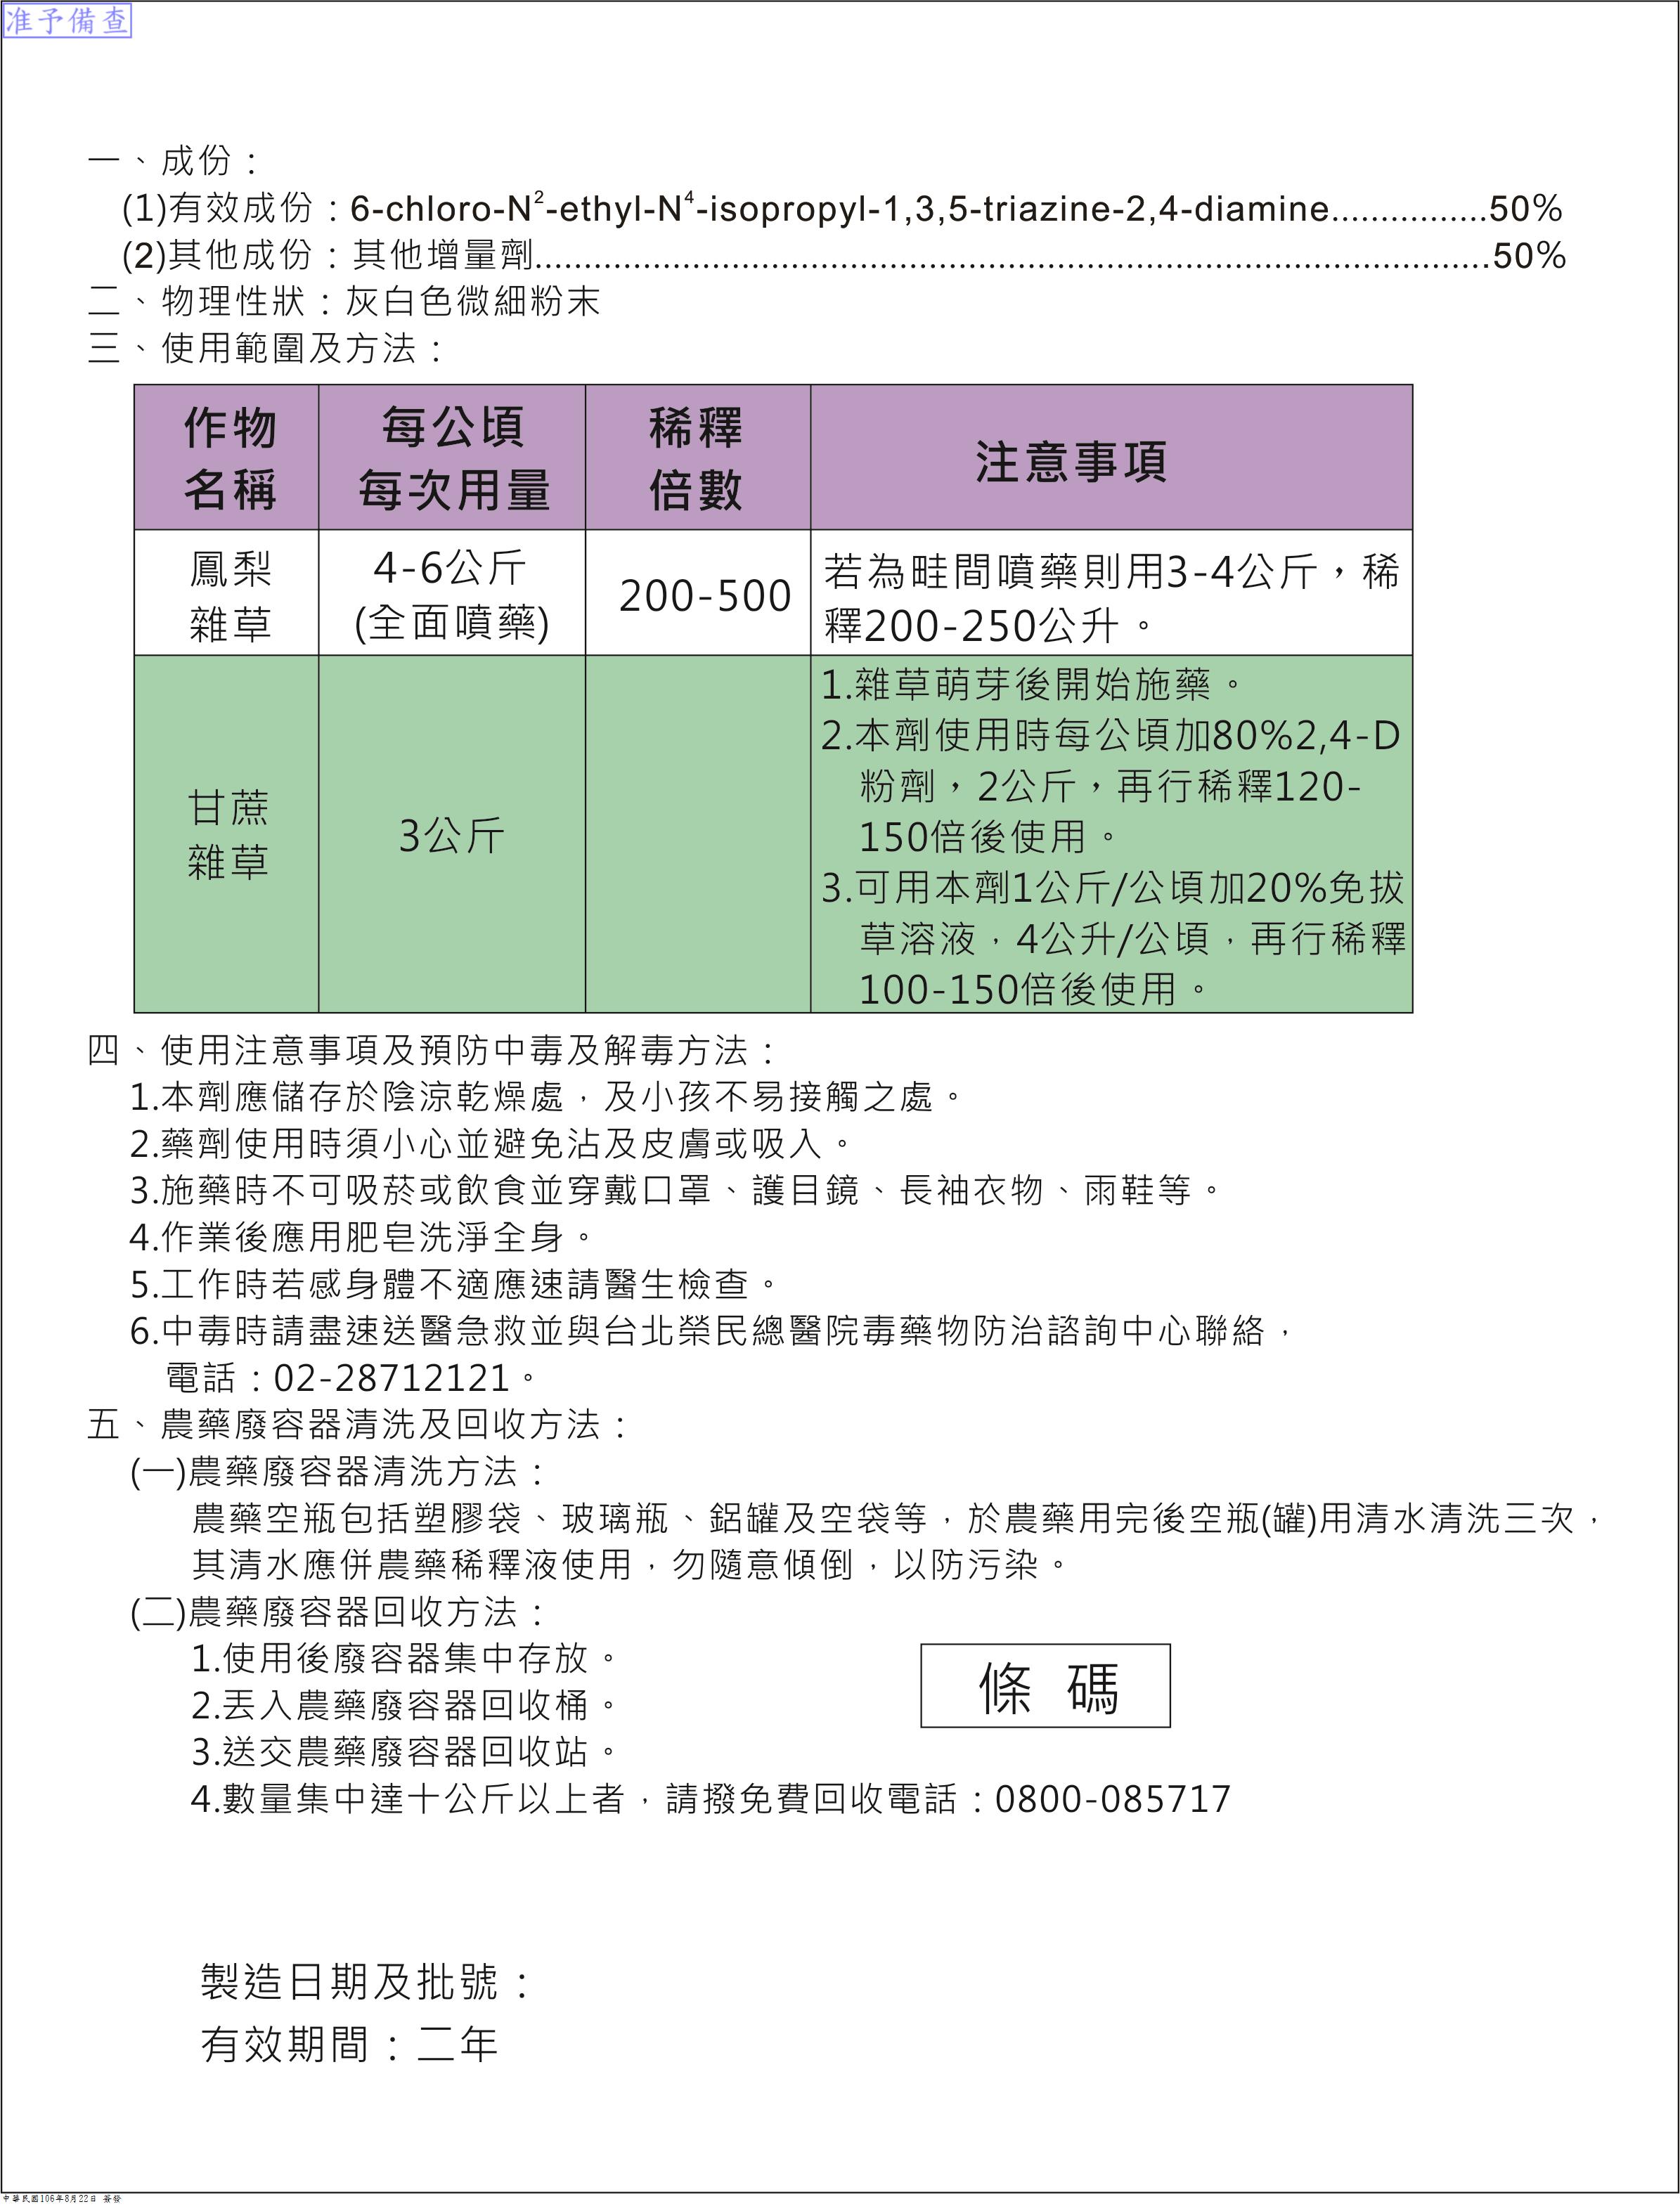 准予備查
一、成份：
(1)有效成份：6-chloro-N²-ethyl-N⁴-isopropyl-1,3,5-triazine-2,4-diamine................50%
(2)其他成份：其他增量劑.................................................................................................50%
二、物理性狀：灰白色微細粉末
三、使用範圍及方法：
作物 每公頃 稀釋 注意事項
名稱 每次用量 倍數
鳳梨 4-6公斤 200-500 若為畦間噴藥則用3-4公斤，稀
雜草 (全面噴藥) 釋200-250公升。
1.雜草萌芽後開始施藥。
2.本劑使用時每公頃加80%2,4-D
粉劑，2公斤，再行稀釋120-
甘蔗 3公斤 150倍後使用。
雜草 3.可用本劑1公斤/公頃加20%免拔
草溶液，4公升/公頃，再行稀釋
100-150倍後使用。
四、使用注意事項及預防中毒及解毒方法：
1.本劑應儲存於陰涼乾燥處，及小孩不易接觸之處。
2.藥劑使用時須小心並避免沾及皮膚或吸入。
3.施藥時不可吸菸或飲食並穿戴口罩、護目鏡、長袖衣物、雨鞋等。
4.作業後應用肥皂洗淨全身。
5.工作時若感身體不適應速請醫生檢查。
6.中毒時請盡速送醫急救並與台北榮民總醫院毒藥物防治諮詢中心聯絡，
電話：02-28712121。
五、農藥廢容器清洗及回收方法：
(一)農藥廢容器清洗方法：
農藥空瓶包括塑膠袋、玻璃瓶、鋁罐及空袋等，於農藥用完後空瓶(罐)用清水清洗三次，
其清水應併農藥稀釋液使用，勿隨意傾倒，以防污染。
(二)農藥廢容器回收方法：
1.使用後廢容器集中存放。
2.丟入農藥廢容器回收桶。
3.送交農藥廢容器回收站。
4.數量集中達十公斤以上者，請撥免費回收電話：0800-085717
條 碼
製造日期及批號：
有效期間：二年
中華民國106年8月22日 簽發